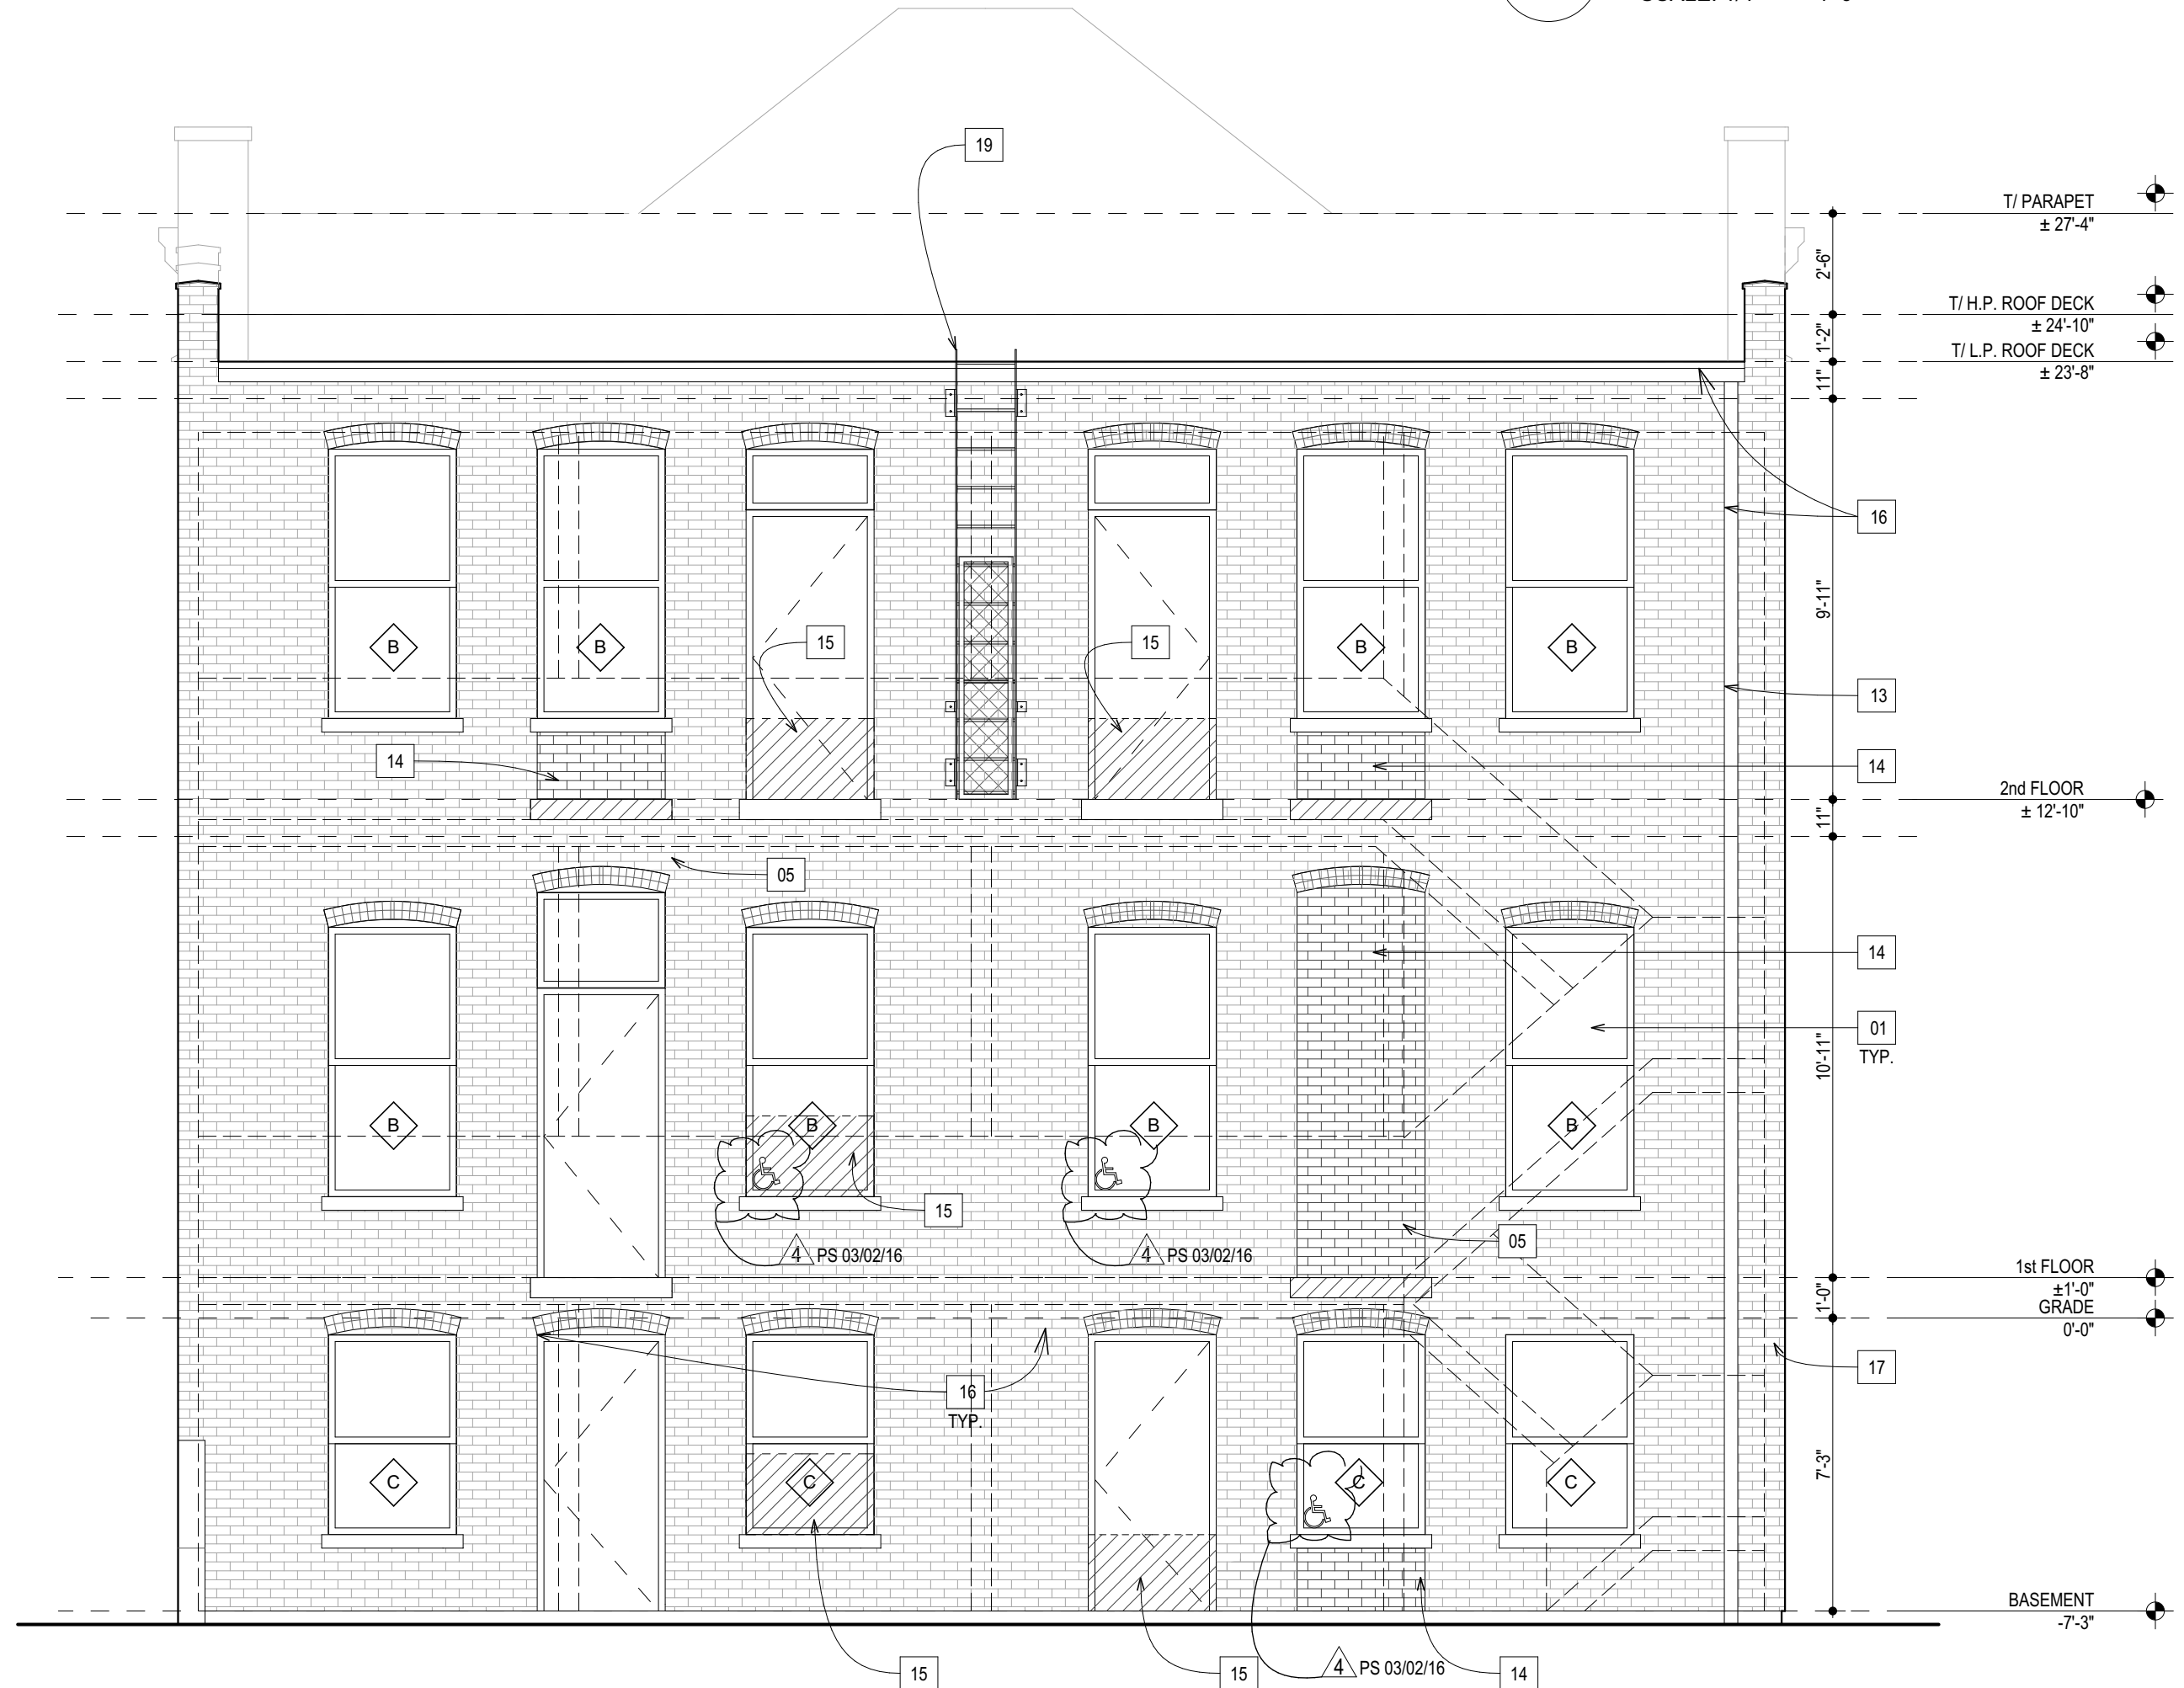 19
T/ PARAPET
± 27'-4"
2'-6"
T/ H.P. ROOF DECK
± 24'-10"
1'-2"
T/ L.P. ROOF DECK
± 23'-8"
11"
16
9'-11"
B
B
15
15
B
B
13
14
14
2nd FLOOR
± 12'-10"
11"
05
14
01
TYP.
10'-11"
B
B
B
B
15
05
4 PS 03/02/16
4 PS 03/02/16
1st FLOOR
±1'-0"
1'-0"
GRADE
0'-0"
17
16
TYP.
7'-3"
C
C
C
C
BASEMENT
-7'-3"
15
15
4 PS 03/02/16
14